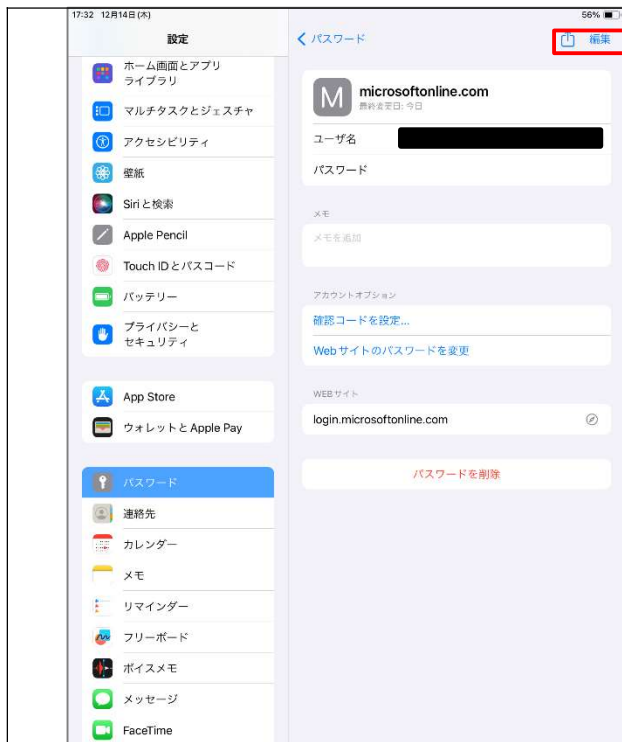 17:32 12月14日(木)
56%
設定
パスワード
編集
ホーム画面とアプリ
ライブラリ
マルチタスクとジェスチャ
アクセシビリティ
壁紙
Siriと検索
Apple Pencil
Touch IDとパスコード
バッテリー
プライバシーと
セキュリティ
App Store
ウォレットとApple Pay
パスワード
連絡先
カレンダー
メモ
リマインダー
フリーボード
ボイスメモ
メッセージ
FaceTime
M
microsoftonline.com
最終変更日: 今日
ユーザ名
パスワード
メモ
メモを追加
アカウントオプション
確認コードを設定...
Webサイトのパスワードを変更
WEBサイト
login.microsoftonline.com
パスワードを削除